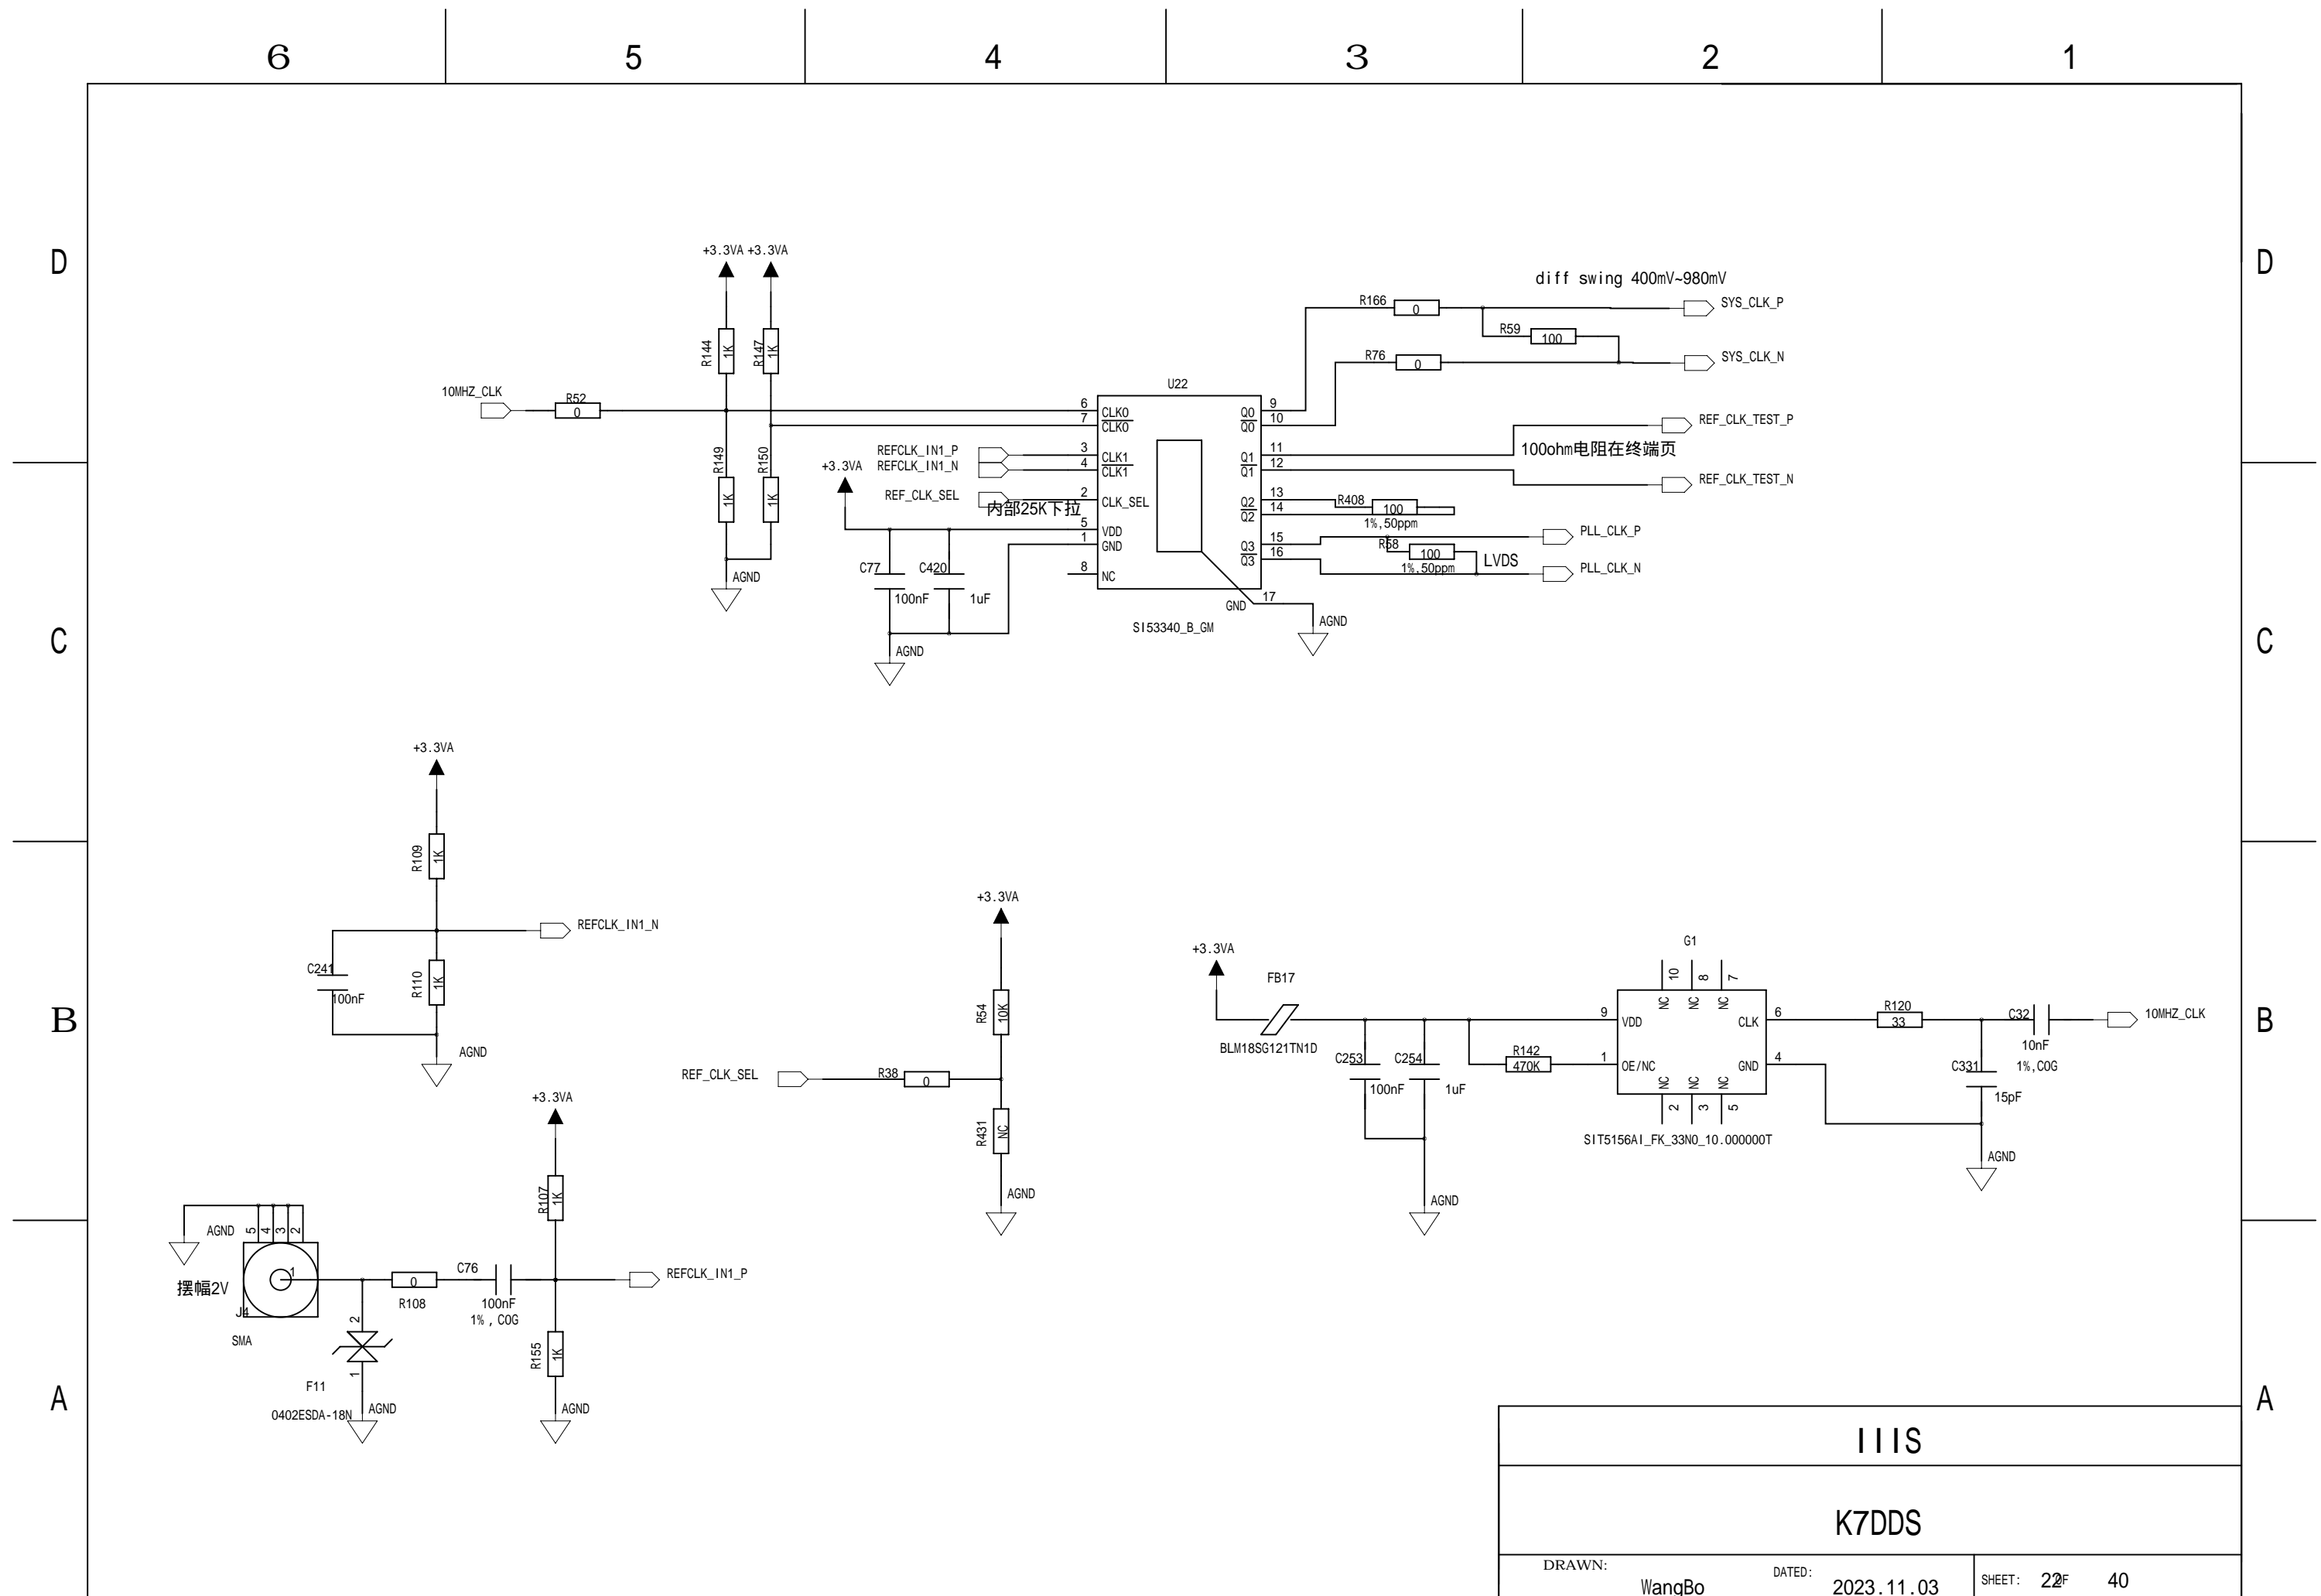 6 5 4 3 2 1
D D
+3.3VA +3.3VA
diff swing 400mV~980mV
R166 0 SYS_CLK_P
R144 1K R147 1K
R59 100
R76 0 SYS_CLK_N
U22
10MHZ_CLK R52 0
6 CLK0 Q0 9
7 CLK0 Q0 10
REF_CLK_TEST_P
100ohm电阻在终端页
REFCLK_IN1_P 3 CLK1 Q1 11
+3.3VA REFCLK_IN1_N 4 CLK1 Q1 12
R149 1K R150 1K
REF_CLK_TEST_N
REF_CLK_SEL 2 CLK_SEL Q2 13 R408 100
内部25K下拉 Q2 14
1%,50ppm
5 VDD
PLL_CLK_P
1 GND Q3 15 R58 100
Q3 16 LVDS
1%,50ppm PLL_CLK_N
C77 100nF C420 1uF
8 NC
AGND
GND 17
AGND
SI53340_B_GM
AGND
C C
+3.3VA
R109 1K
+3.3VA
REFCLK_IN1_N
C241 100nF
R110 1K
AGND
R54 10K
REF_CLK_SEL R38 0
R431 NC
AGND
+3.3VA
FB17
BLM18SG121TN1D
G1
10 8 7
NC NC NC
9 VDD CLK 6
R120 33
C32 10nF
1%,COG
10MHZ_CLK
C253 100nF C254 1uF
R142 470K
1 OE/NC GND 4
NC NC NC
2 3 5
C331 15pF
SIT5156AI_FK_33N0_10.000000T
AGND
AGND
B B
+3.3VA
R107 1K
AGND 5 4 3 2
1
摆幅2V
J4
SMA
0
R108
C76
100nF
1%,COG
REFCLK_IN1_P
2
1
R155 1K
F11
0402ESDA-18N AGND
AGND
A A
IIIS
K7DDS
DRAWN: WangBo DATED: 2023.11.03 SHEET: 22 OF 40